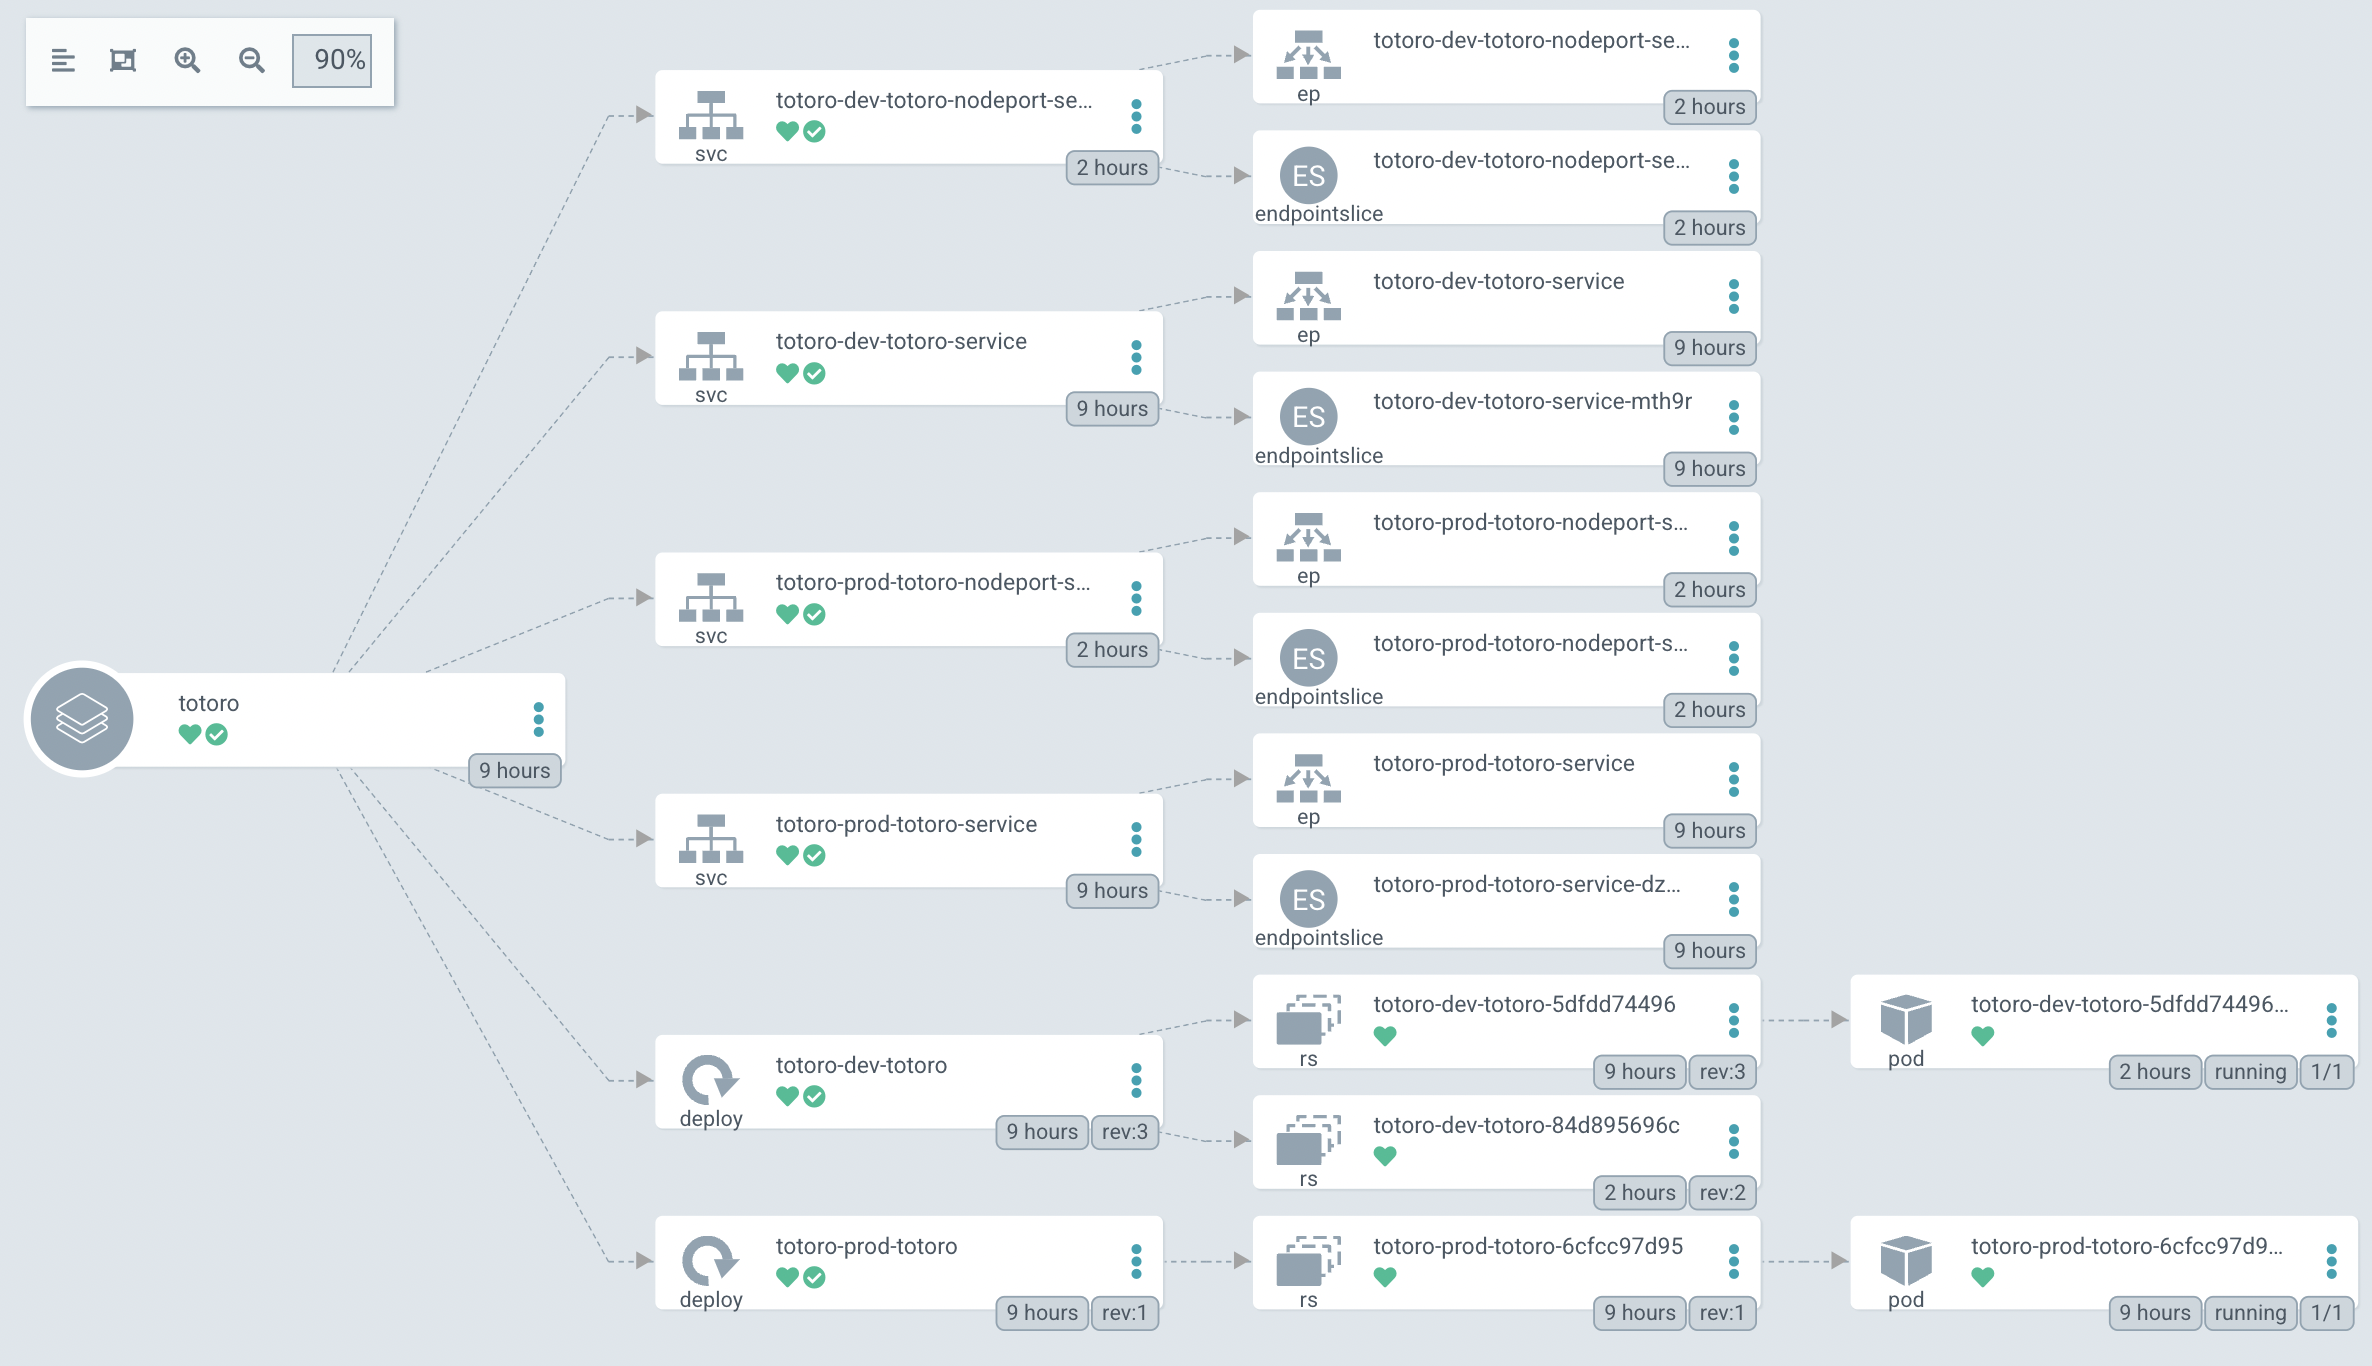 90%
totoro
9 hours
totoro-dev-totoro-nodeport-se...
svc
2 hours
totoro-dev-totoro-service
svc
9 hours
totoro-prod-totoro-nodeport-s...
svc
2 hours
totoro-prod-totoro-service
svc
9 hours
totoro-dev-totoro
deploy
9 hours rev:3
totoro-prod-totoro
deploy
9 hours rev:1
totoro-dev-totoro-nodeport-se...
ep
2 hours
totoro-dev-totoro-nodeport-se...
ES
endpointslice
2 hours
totoro-dev-totoro-service
ep
9 hours
totoro-dev-totoro-service-mth9r
ES
endpointslice
9 hours
totoro-prod-totoro-nodeport-s...
ep
2 hours
totoro-prod-totoro-nodeport-s...
ES
endpointslice
2 hours
totoro-prod-totoro-service
ep
9 hours
totoro-prod-totoro-service-dz...
ES
endpointslice
9 hours
totoro-dev-totoro-5dfdd74496
rs
9 hours rev:3
totoro-dev-totoro-84d895696c
rs
2 hours rev:2
totoro-prod-totoro-6cfcc97d95
rs
9 hours rev:1
totoro-dev-totoro-5dfdd74496...
pod
2 hours running 1/1
totoro-prod-totoro-6cfcc97d9...
pod
9 hours running 1/1